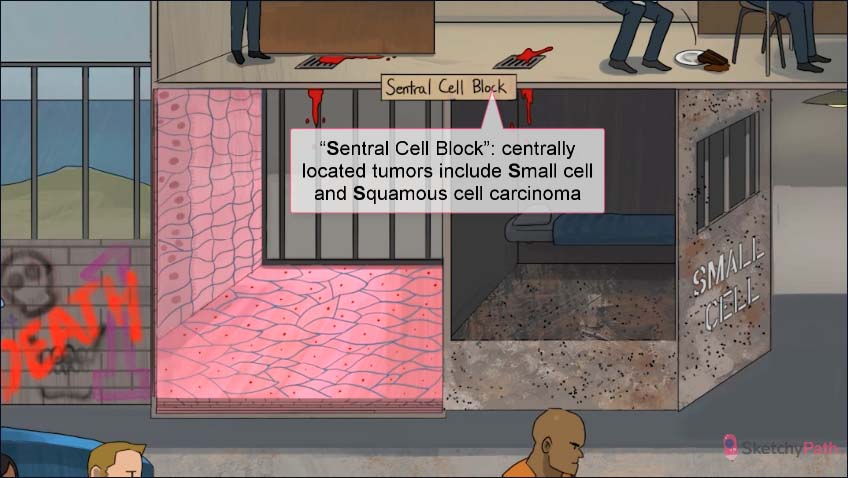 Sentral Cell Block
“Sentral Cell Block”: centrally
located tumors include Small cell
and Squamous cell carcinoma
SMALL
CELL
DEATH
SketchyPath